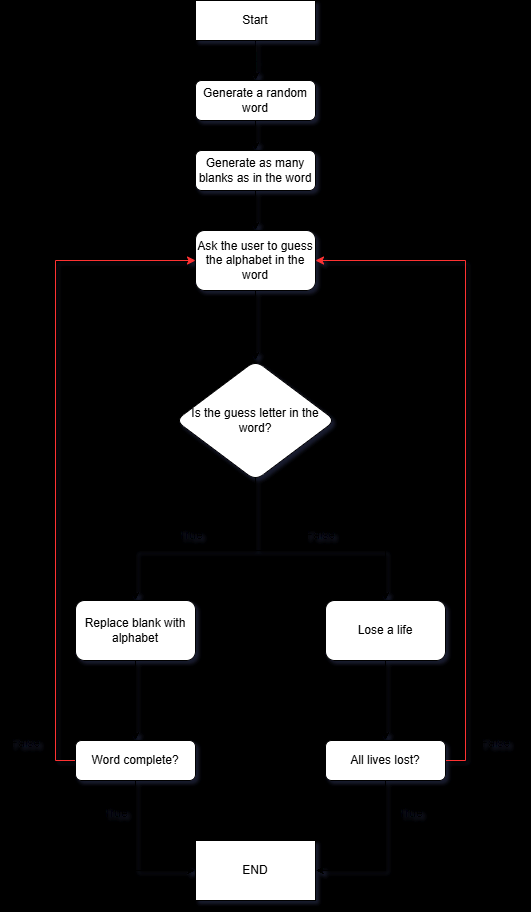 Start
Generate a random
word
Generate as many
blanks as in the word
Ask the user to guess
the alphabet in the
word
Is the guess letter in the
word?
True
False
Replace blank with
alphabet
Lose a life
False
Word complete?
All lives lost?
False
True
True
END